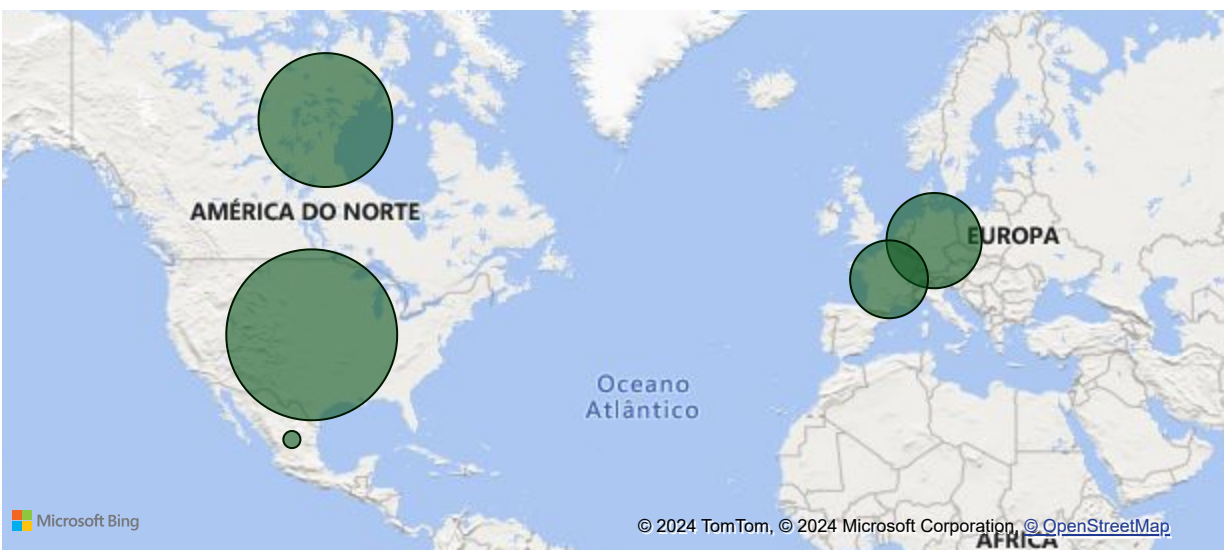 AMÉRICA DO NORTE
EUROPA
Oceano
Atlântico
Microsoft Bing
© 2024 TomTom, © 2024 Microsoft Corporation, © OpenStreetMap
ÁFRICA